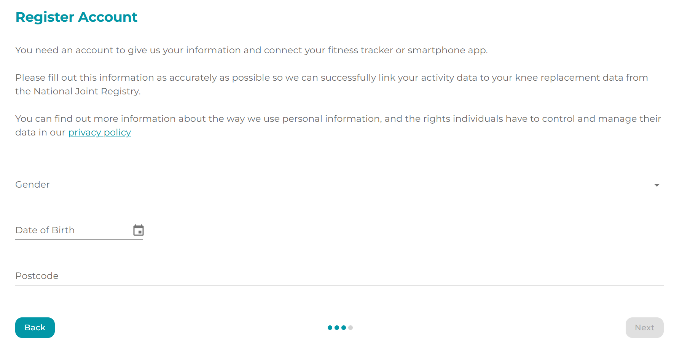 Register Account
You need an account to give us your information and connect your fitness tracker or smartphone app.
Please fill out this information as accurately as possible so we can successfully link your activity data to your knee replacement data from
the National Joint Registry.
You can find out more information about the way we use personal information, and the rights individuals have to control and manage their
data in our privacy policy
Gender
Date of Birth
Postcode
Back
Next